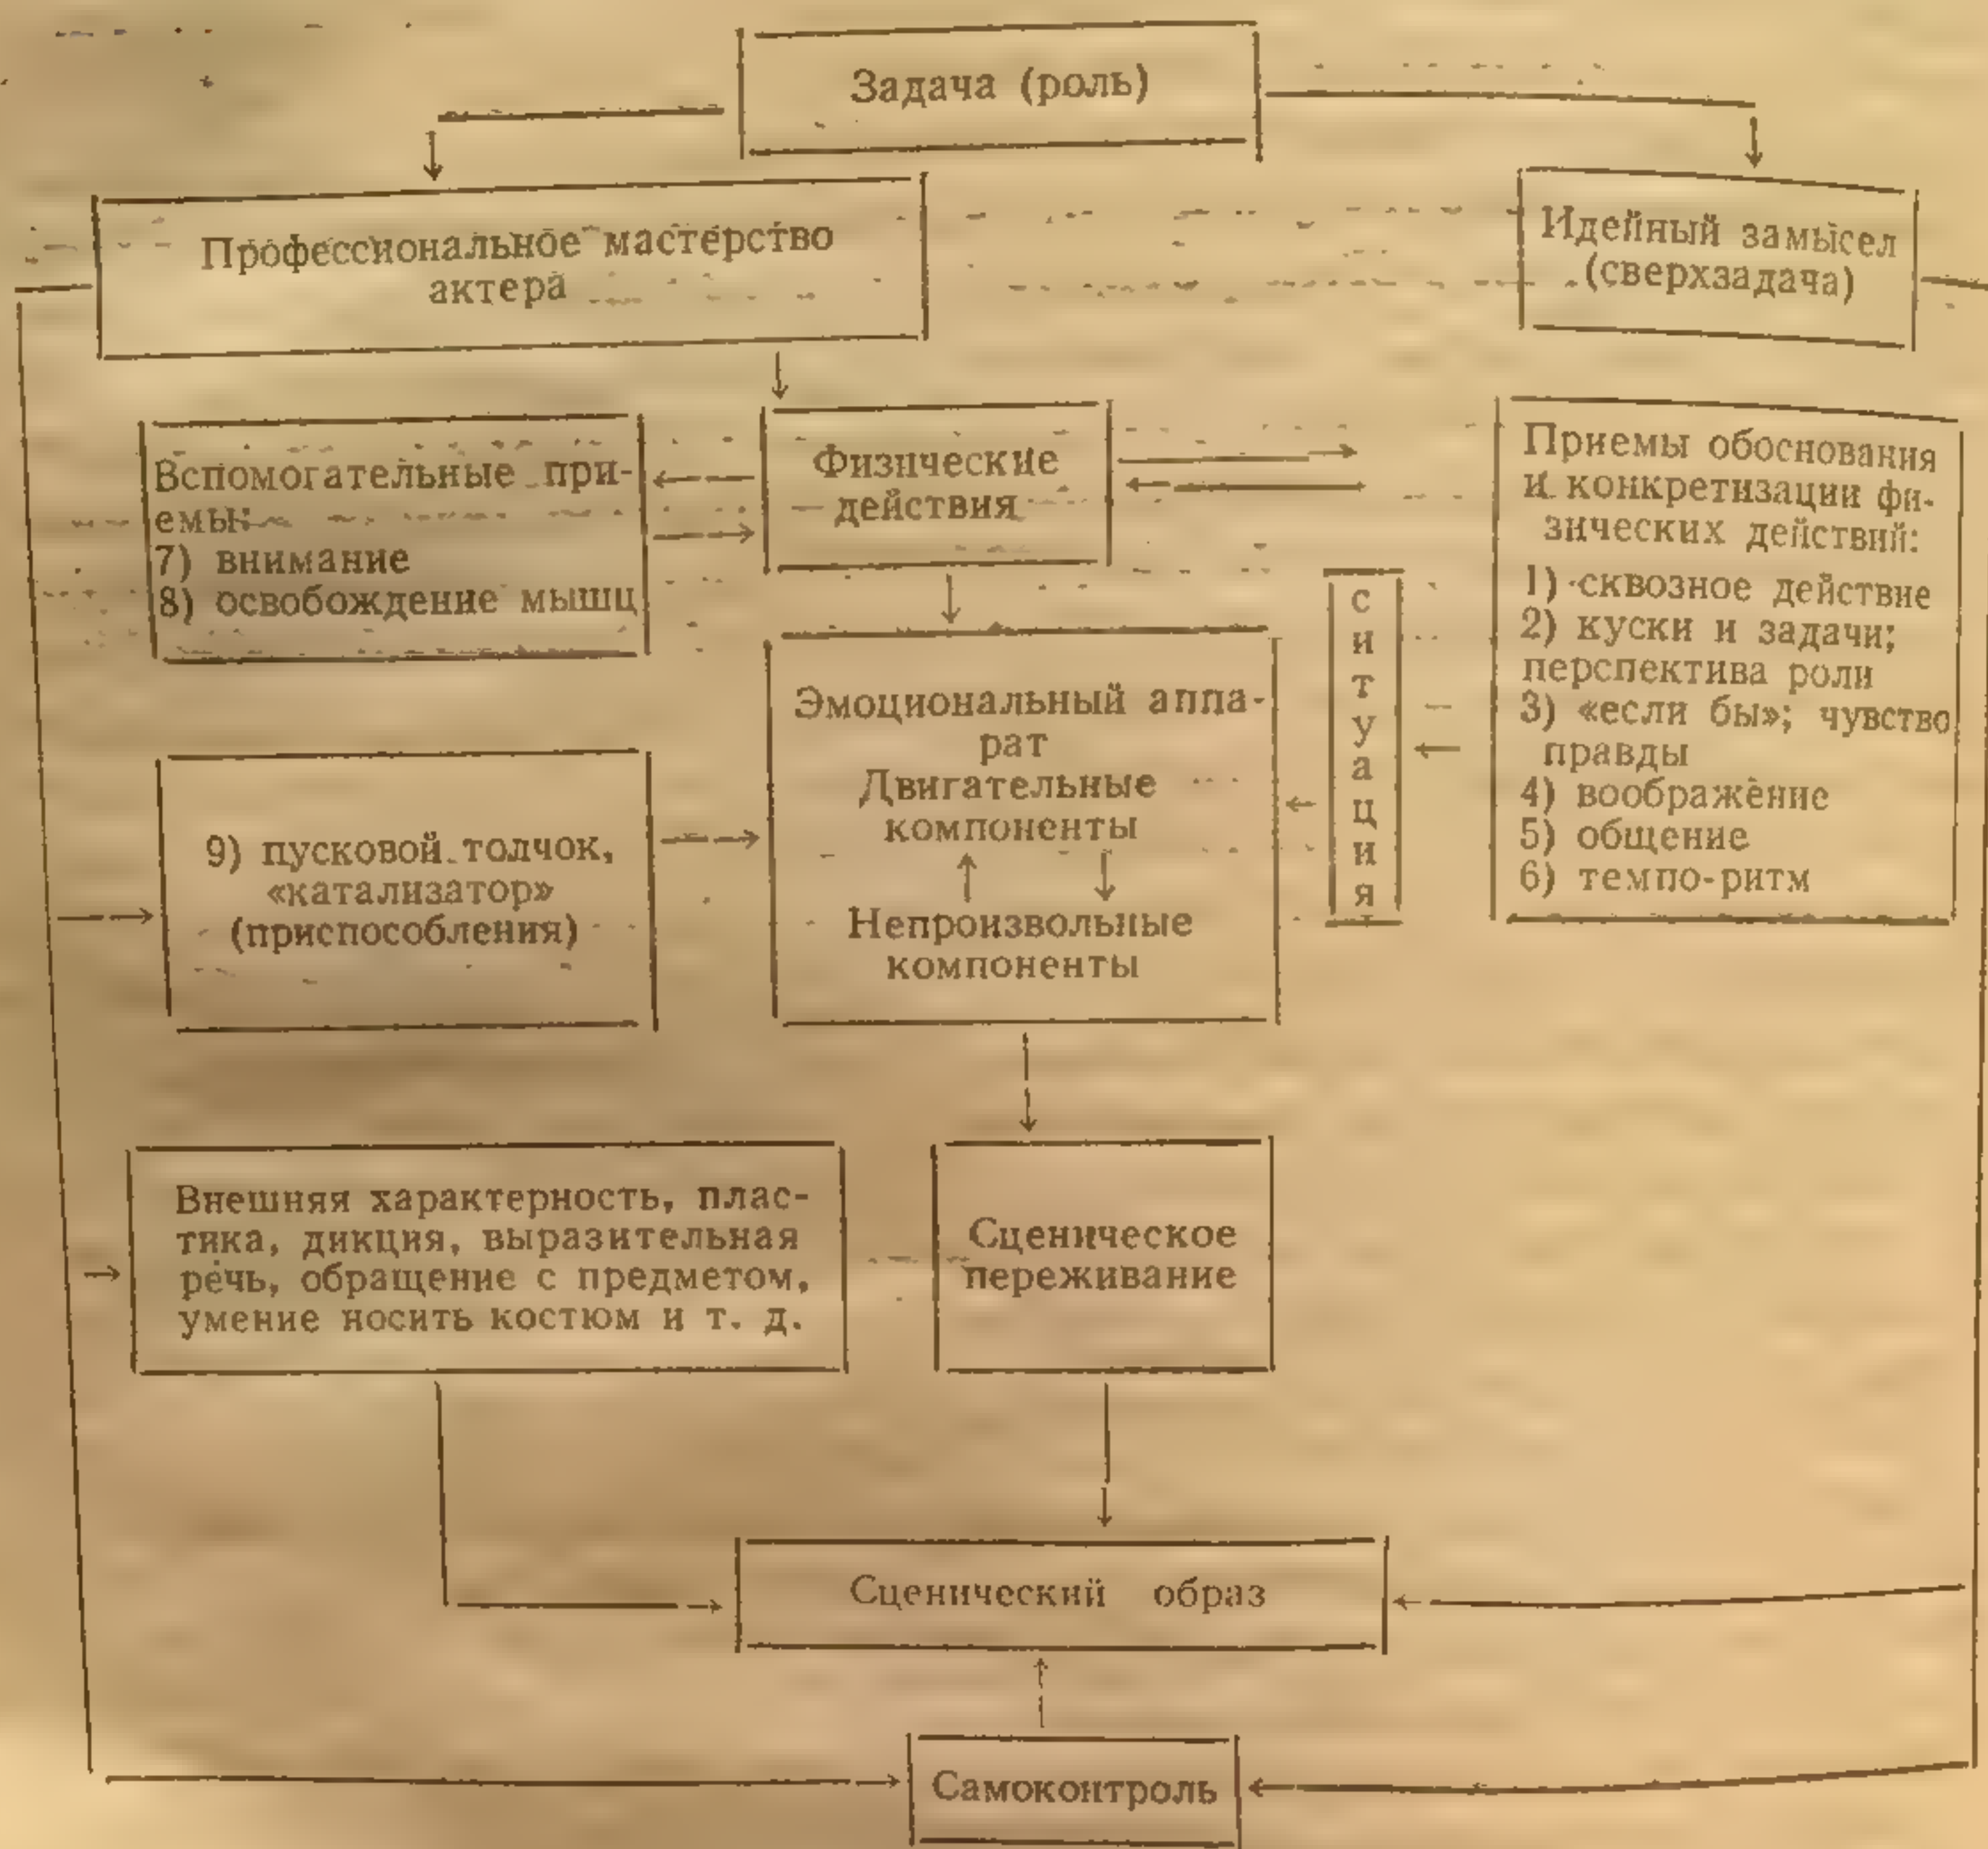 Задача (роль)
Профессиональное мастерство
актера
Идейный замысел
(сверхзадача)
Вспомогательные при-
емы:
7) внимание
8) освобождение мышц
Физические
действия
Приемы обоснования
и конкретизации фи-
зических действий:
1) сквозное действие
2) куски и задачи;
перспектива роли
3) «если бы»; чувство
правды
4) воображение
5) общение
6) темпо-ритм
ситуация
Эмоциональный аппа-
рат
Двигательные
компоненты
Непроизвольные
компоненты
9) пусковой толчок,
«катализатор»
(приспособления)
Внешняя характерность, плас-
тика, дикция, выразительная
речь, обращение с предметом,
умение носить костюм и т. д.
Сценическое
переживание
Сценический образ
Самоконтроль